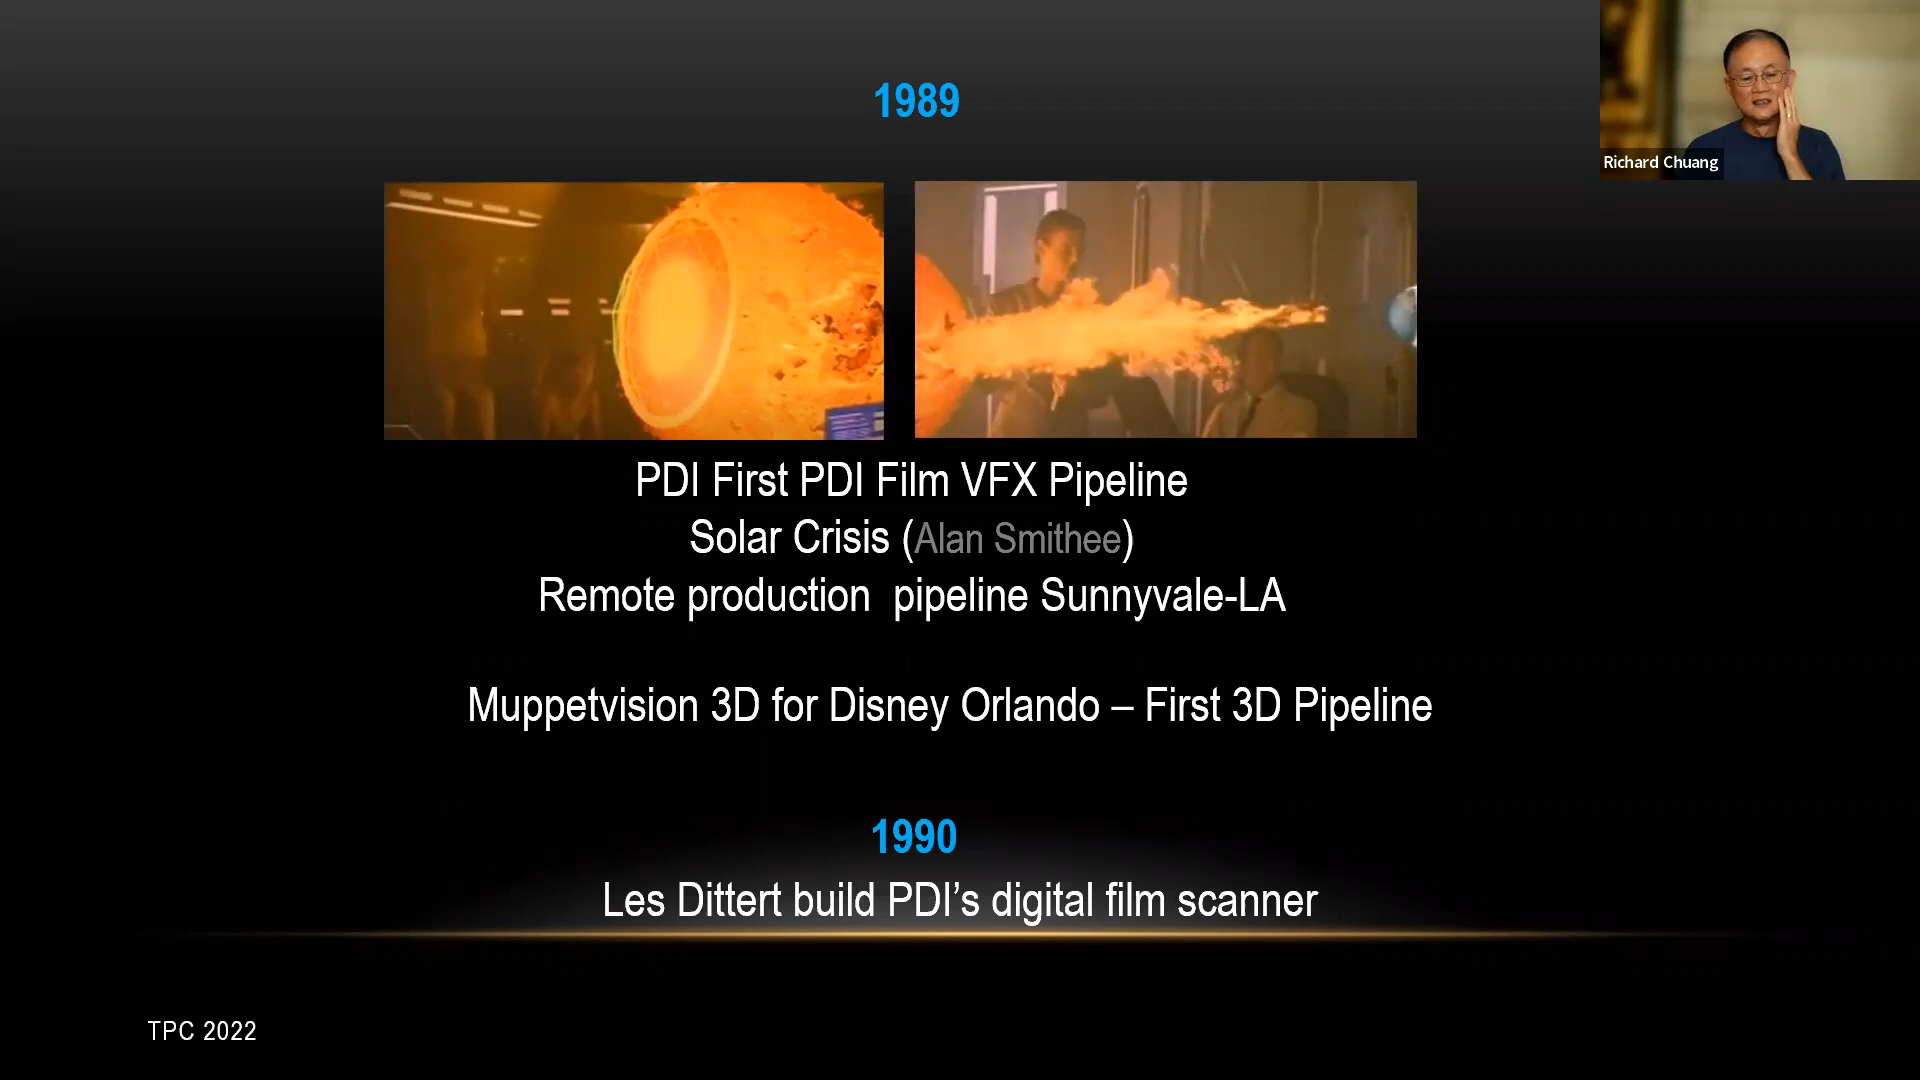 1989
Richard Chuang
PDI First PDI Film VFX Pipeline
Solar Crisis (Alan Smithee)
Remote production  pipeline Sunnyvale-LA
Muppetvision 3D for Disney Orlando – First 3D Pipeline
1990
Les Dittert build PDI’s digital film scanner
TPC 2022